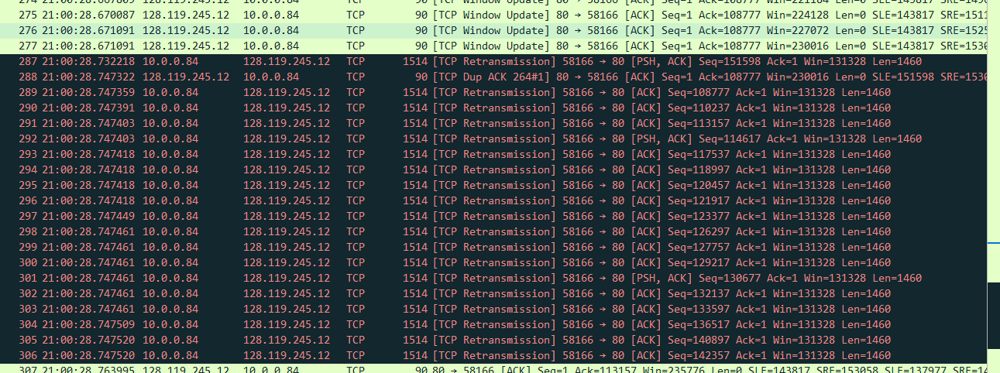 274 21:00:28.667809 128.119.245.12 10.0.0.84 TCP 90 [TCP Window Update] 80 → 58166 [ACK] Seq=1 Ack=108777 Win=221184 Len=0 SLE=143817
275 21:00:28.670087 128.119.245.12 10.0.0.84 TCP 90 [TCP Window Update] 80 → 58166 [ACK] Seq=1 Ack=108777 Win=224128 Len=0 SLE=143817 SRE=1511
276 21:00:28.671091 128.119.245.12 10.0.0.84 TCP 90 [TCP Window Update] 80 → 58166 [ACK] Seq=1 Ack=108777 Win=227072 Len=0 SLE=143817 SRE=1525
277 21:00:28.671091 128.119.245.12 10.0.0.84 TCP 90 [TCP Window Update] 80 → 58166 [ACK] Seq=1 Ack=108777 Win=230016 Len=0 SLE=143817 SRE=1530
287 21:00:28.732218 10.0.0.84 128.119.245.12 TCP 1514 [TCP Retransmission] 58166 → 80 [PSH, ACK] Seq=151598 Ack=1 Win=131328 Len=1460
288 21:00:28.747322 128.119.245.12 10.0.0.84 TCP 90 [TCP Dup ACK 264#1] 80 → 58166 [ACK] Seq=1 Ack=108777 Win=230016 Len=0 SLE=151598 SRE=1530
289 21:00:28.747359 10.0.0.84 128.119.245.12 TCP 1514 [TCP Retransmission] 58166 → 80 [ACK] Seq=108777 Ack=1 Win=131328 Len=1460
290 21:00:28.747391 10.0.0.84 128.119.245.12 TCP 1514 [TCP Retransmission] 58166 → 80 [ACK] Seq=110237 Ack=1 Win=131328 Len=1460
291 21:00:28.747403 10.0.0.84 128.119.245.12 TCP 1514 [TCP Retransmission] 58166 → 80 [ACK] Seq=113157 Ack=1 Win=131328 Len=1460
292 21:00:28.747403 10.0.0.84 128.119.245.12 TCP 1514 [TCP Retransmission] 58166 → 80 [PSH, ACK] Seq=114617 Ack=1 Win=131328 Len=1460
293 21:00:28.747418 10.0.0.84 128.119.245.12 TCP 1514 [TCP Retransmission] 58166 → 80 [ACK] Seq=117537 Ack=1 Win=131328 Len=1460
294 21:00:28.747418 10.0.0.84 128.119.245.12 TCP 1514 [TCP Retransmission] 58166 → 80 [ACK] Seq=118997 Ack=1 Win=131328 Len=1460
295 21:00:28.747418 10.0.0.84 128.119.245.12 TCP 1514 [TCP Retransmission] 58166 → 80 [ACK] Seq=120457 Ack=1 Win=131328 Len=1460
296 21:00:28.747418 10.0.0.84 128.119.245.12 TCP 1514 [TCP Retransmission] 58166 → 80 [ACK] Seq=121917 Ack=1 Win=131328 Len=1460
297 21:00:28.747449 10.0.0.84 128.119.245.12 TCP 1514 [TCP Retransmission] 58166 → 80 [ACK] Seq=123377 Ack=1 Win=131328 Len=1460
298 21:00:28.747461 10.0.0.84 128.119.245.12 TCP 1514 [TCP Retransmission] 58166 → 80 [ACK] Seq=126297 Ack=1 Win=131328 Len=1460
299 21:00:28.747461 10.0.0.84 128.119.245.12 TCP 1514 [TCP Retransmission] 58166 → 80 [ACK] Seq=127757 Ack=1 Win=131328 Len=1460
300 21:00:28.747461 10.0.0.84 128.119.245.12 TCP 1514 [TCP Retransmission] 58166 → 80 [ACK] Seq=129217 Ack=1 Win=131328 Len=1460
301 21:00:28.747461 10.0.0.84 128.119.245.12 TCP 1514 [TCP Retransmission] 58166 → 80 [PSH, ACK] Seq=130677 Ack=1 Win=131328 Len=1460
302 21:00:28.747461 10.0.0.84 128.119.245.12 TCP 1514 [TCP Retransmission] 58166 → 80 [ACK] Seq=132137 Ack=1 Win=131328 Len=1460
303 21:00:28.747461 10.0.0.84 128.119.245.12 TCP 1514 [TCP Retransmission] 58166 → 80 [ACK] Seq=133597 Ack=1 Win=131328 Len=1460
304 21:00:28.747509 10.0.0.84 128.119.245.12 TCP 1514 [TCP Retransmission] 58166 → 80 [ACK] Seq=136517 Ack=1 Win=131328 Len=1460
305 21:00:28.747520 10.0.0.84 128.119.245.12 TCP 1514 [TCP Retransmission] 58166 → 80 [ACK] Seq=140897 Ack=1 Win=131328 Len=1460
306 21:00:28.747520 10.0.0.84 128.119.245.12 TCP 1514 [TCP Retransmission] 58166 → 80 [ACK] Seq=142357 Ack=1 Win=131328 Len=1460
307 21:00:28.763995 128.119.245.12 10.0.0.84 TCP 90 80 → 58166 [ACK] Seq=1 Ack=113157 Win=235776 Len=0 SLE=143817 SRE=153058 SLE=137977